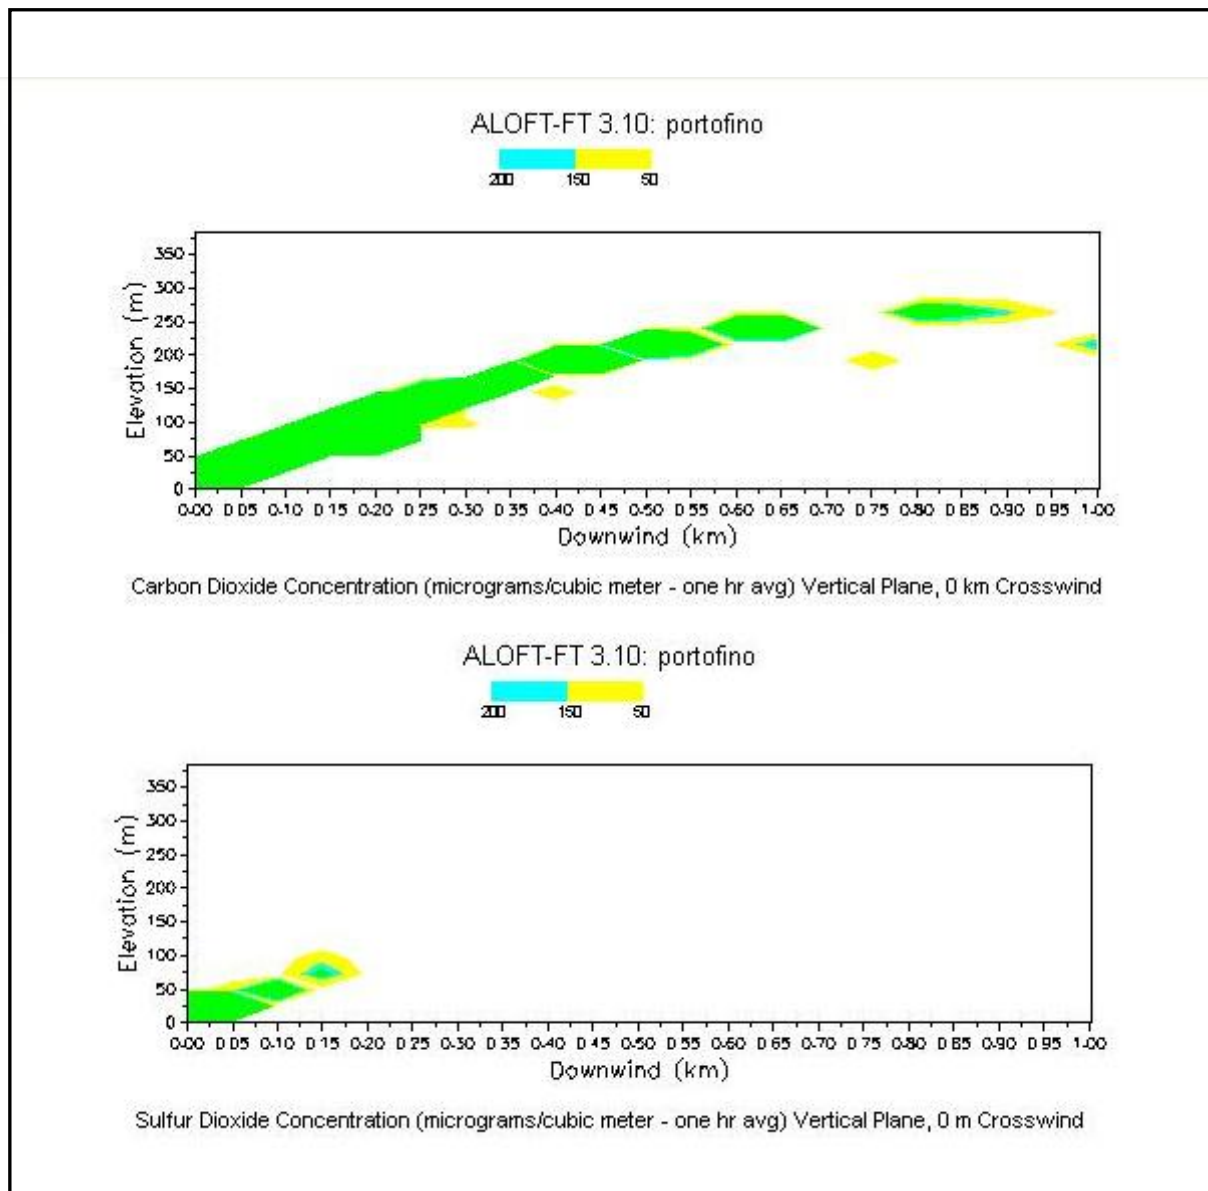 ALOFT-FT 3.10: portofino
200 150 50
Elevation (m)
350
300
250
200
150
100
50
0
0.00 0.05 0.10 0.15 0.20 0.25 0.30 0.35 0.40 0.45 0.50 0.55 0.60 0.65 0.70 0.75 0.80 0.85 0.90 0.95 1.00
Downwind (km)
Carbon Dioxide Concentration (micrograms/cubic meter - one hr avg) Vertical Plane, 0 km Crosswind
ALOFT-FT 3.10: portofino
200 150 50
Elevation (m)
350
300
250
200
150
100
50
0
0.00 0.05 0.10 0.15 0.20 0.25 0.30 0.35 0.40 0.45 0.50 0.55 0.60 0.65 0.70 0.75 0.80 0.85 0.90 0.95 1.00
Downwind (km)
Sulfur Dioxide Concentration (micrograms/cubic meter - one hr avg) Vertical Plane, 0 m Crosswind